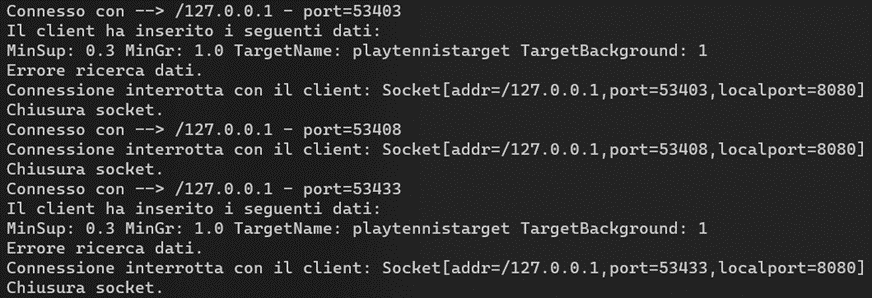 Connesso con --> /127.0.0.1 - port=53403
Il client ha inserito i seguenti dati:
MinSup: 0.3 MinGr: 1.0 TargetName: playtennistarget TargetBackground: 1
Errore ricerca dati.
Connessione interrotta con il client: Socket[addr=/127.0.0.1,port=53403,localport=8080]
Chiusura socket.
Connesso con --> /127.0.0.1 - port=53408
Connessione interrotta con il client: Socket[addr=/127.0.0.1,port=53408,localport=8080]
Chiusura socket.
Connesso con --> /127.0.0.1 - port=53433
Il client ha inserito i seguenti dati:
MinSup: 0.3 MinGr: 1.0 TargetName: playtennistarget TargetBackground: 1
Errore ricerca dati.
Connessione interrotta con il client: Socket[addr=/127.0.0.1,port=53433,localport=8080]
Chiusura socket.